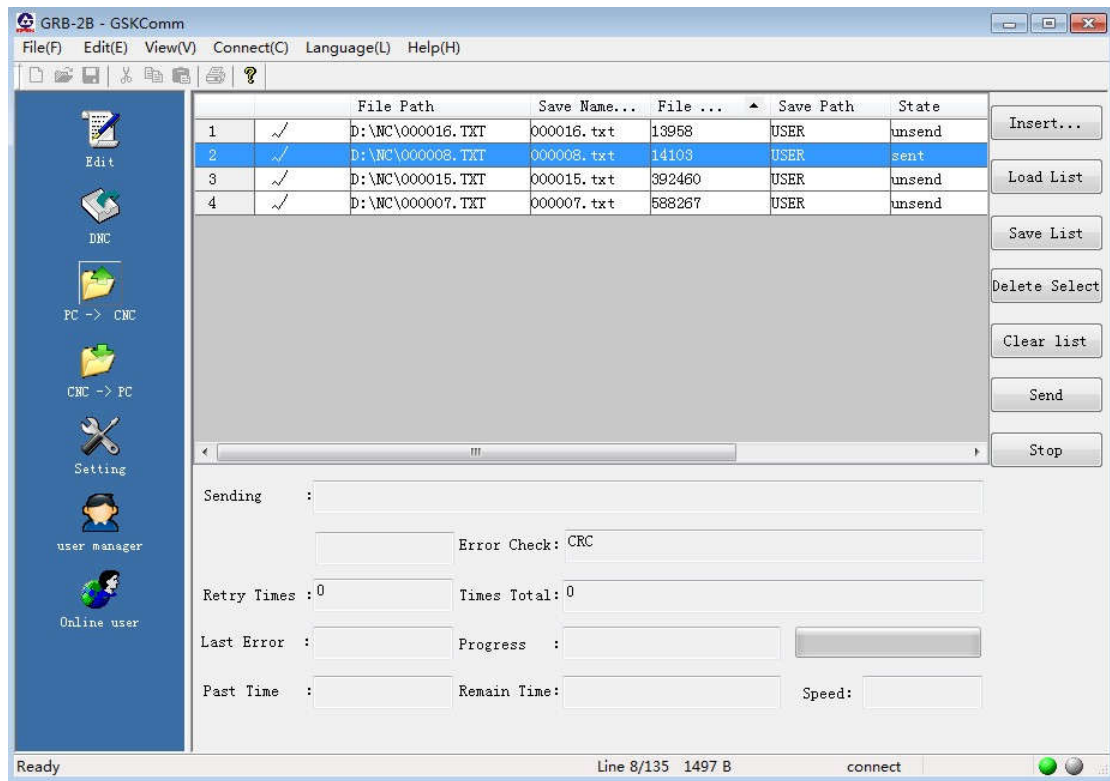 GRB-2B - GSKComm
File(F) Edit(E) View(V) Connect(C) Language(L) Help(H)
File Path Save Name... File ... Save Path State
1 D:\NC\000016.TXT 000016.txt 13958 USER unsend
2 D:\NC\000008.TXT 000008.txt 14103 USER sent
3 D:\NC\000015.TXT 000015.txt 392460 USER unsend
4 D:\NC\000007.TXT 000007.txt 588267 USER unsend
Edit
DNC
PC -> CNC
CNC -> PC
Setting
user manager
Online user
Insert...
Load List
Save List
Delete Select
Clear list
Send
Stop
Sending :
Error Check: CRC
Retry Times : 0 Times Total: 0
Last Error : Progress :
Past Time : Remain Time: Speed:
Ready Line 8/135 1497 B connect